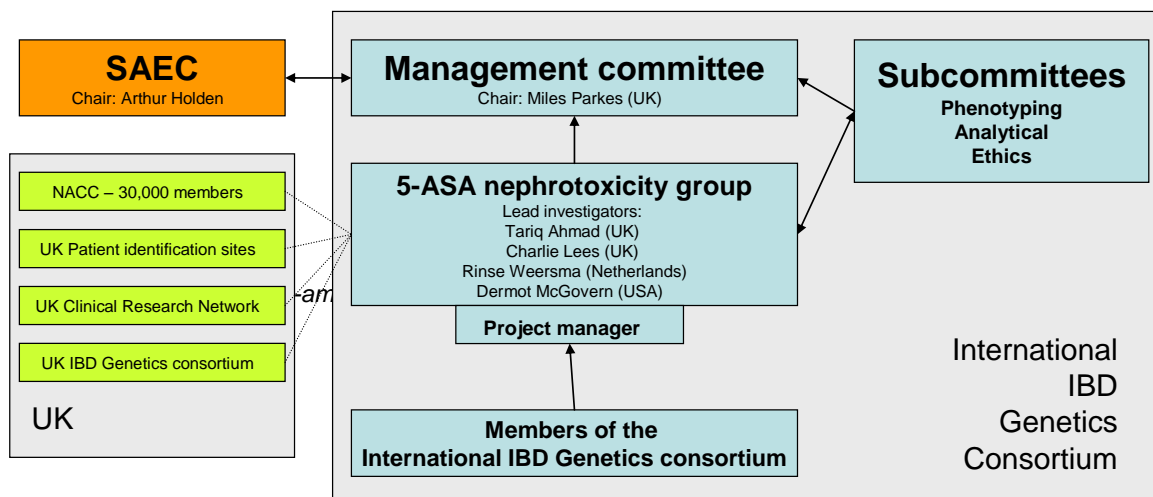 SAEC
Chair: Arthur Holden
Management committee
Chair: Miles Parkes (UK)
Subcommittees
Phenotyping
Analytical
Ethics
NACC – 30,000 members
UK Patient identification sites
UK Clinical Research Network
UK IBD Genetics consortium
UK
-am
5-ASA nephrotoxicity group
Lead investigators:
Tariq Ahmad (UK)
Charlie Lees (UK)
Rinse Weersma (Netherlands)
Dermot McGovern (USA)
Project manager
Members of the
International IBD Genetics consortium
International
IBD
Genetics
Consortium